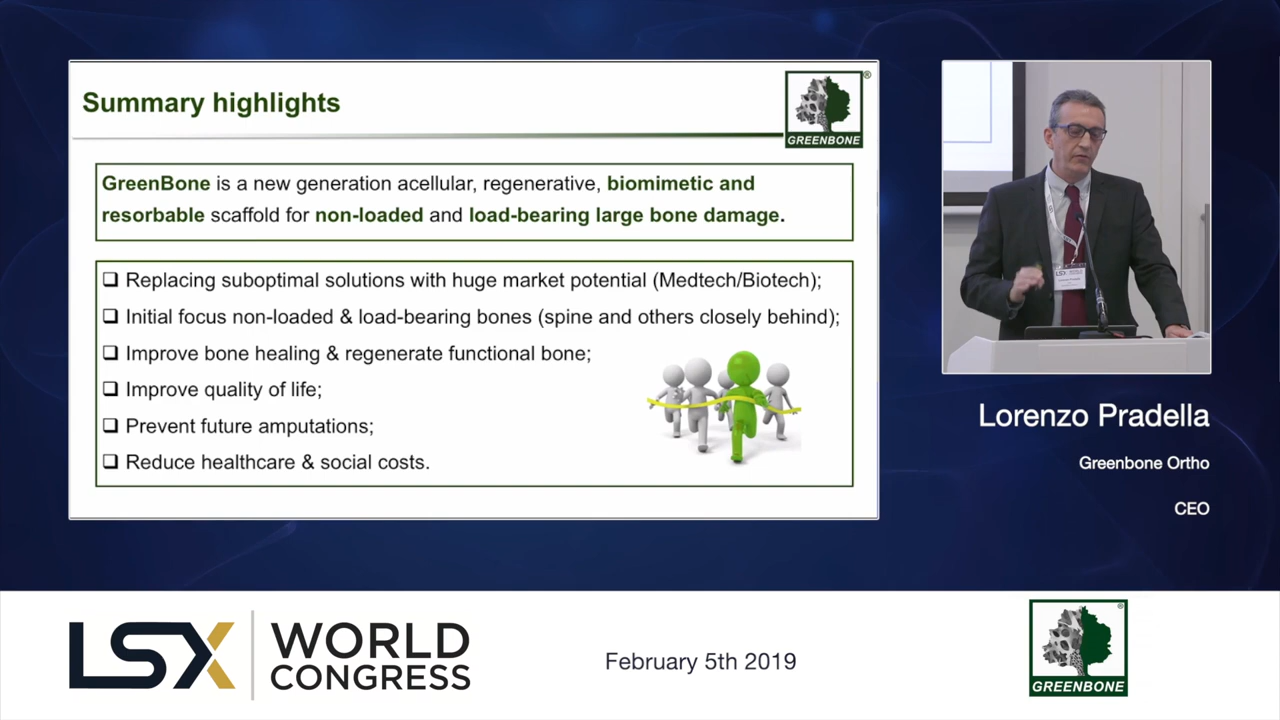 Summary highlights
®
GREENBONE
GreenBone is a new generation acellular, regenerative, biomimetic and
resorbable scaffold for non-loaded and load-bearing large bone damage.
❑ Replacing suboptimal solutions with huge market potential (Medtech/Biotech);
❑ Initial focus non-loaded & load-bearing bones (spine and others closely behind);
❑ Improve bone healing & regenerate functional bone;
❑ Improve quality of life;
❑ Prevent future amputations;
❑ Reduce healthcare & social costs.
LSX WORLD
Lorenzo Pradella
Greenbone Ortho
CEO
LSX
WORLD
CONGRESS
February 5th 2019
®
GREENBONE